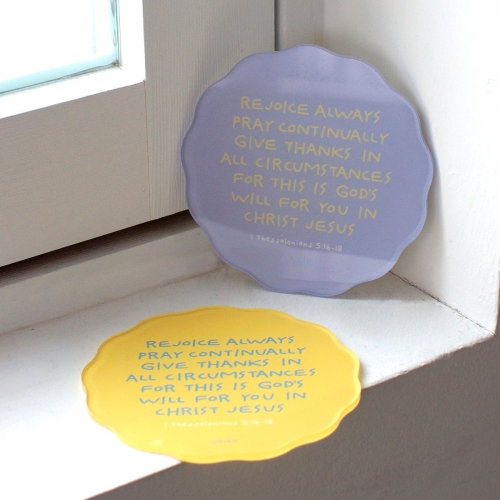 REJOICE ALWAYS
PRAY CONTINUALLY
GIVE THANKS IN
ALL CIRCUMSTANCES
FOR THIS IS GOD'S
WILL FOR YOU IN
CHRIST JESUS
1 Thessalonians 5:16-18
REJOICE ALWAYS
PRAY CONTINUALLY
GIVE THANKS IN
ALL CIRCUMSTANCES
FOR THIS IS GOD'S
WILL FOR YOU IN
CHRIST JESUS
1 Thessalonians 5:16-18